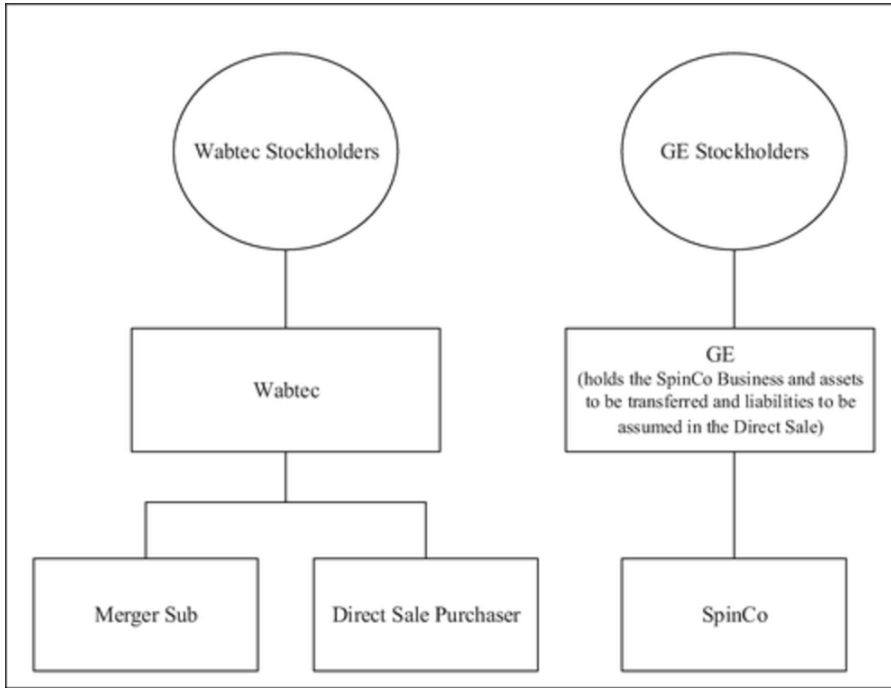 Wabtec Stockholders
GE Stockholders
Wabtec
GE
(holds the SpinCo Business and assets
to be transferred and liabilities to be
assumed in the Direct Sale)
Merger Sub
Direct Sale Purchaser
SpinCo